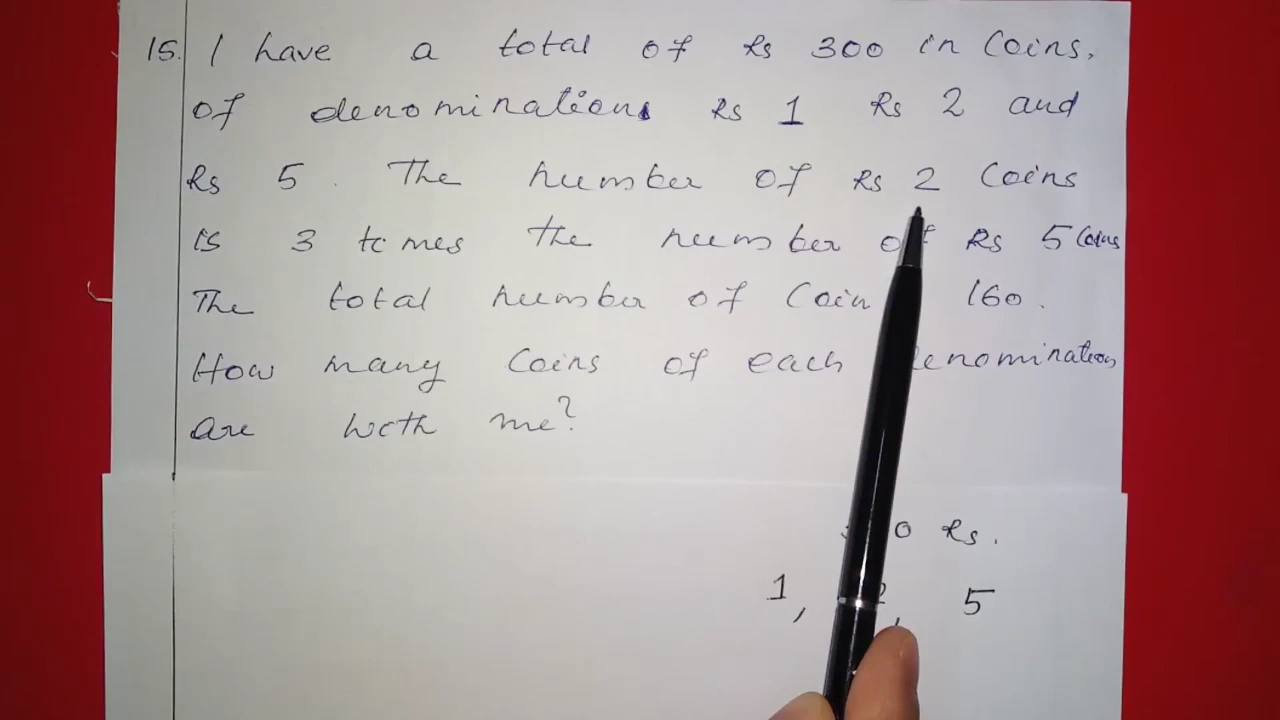 15. I have a total of Rs 300 in Coins,
of denominations Rs 1 Rs 2 and
Rs 5. The number of Rs 2 Coins
is 3 times the number of Rs 5 Coins
The total number of Coin 160.
How many Coins of each denomination
are with me?
Rs.
1, 2, 5